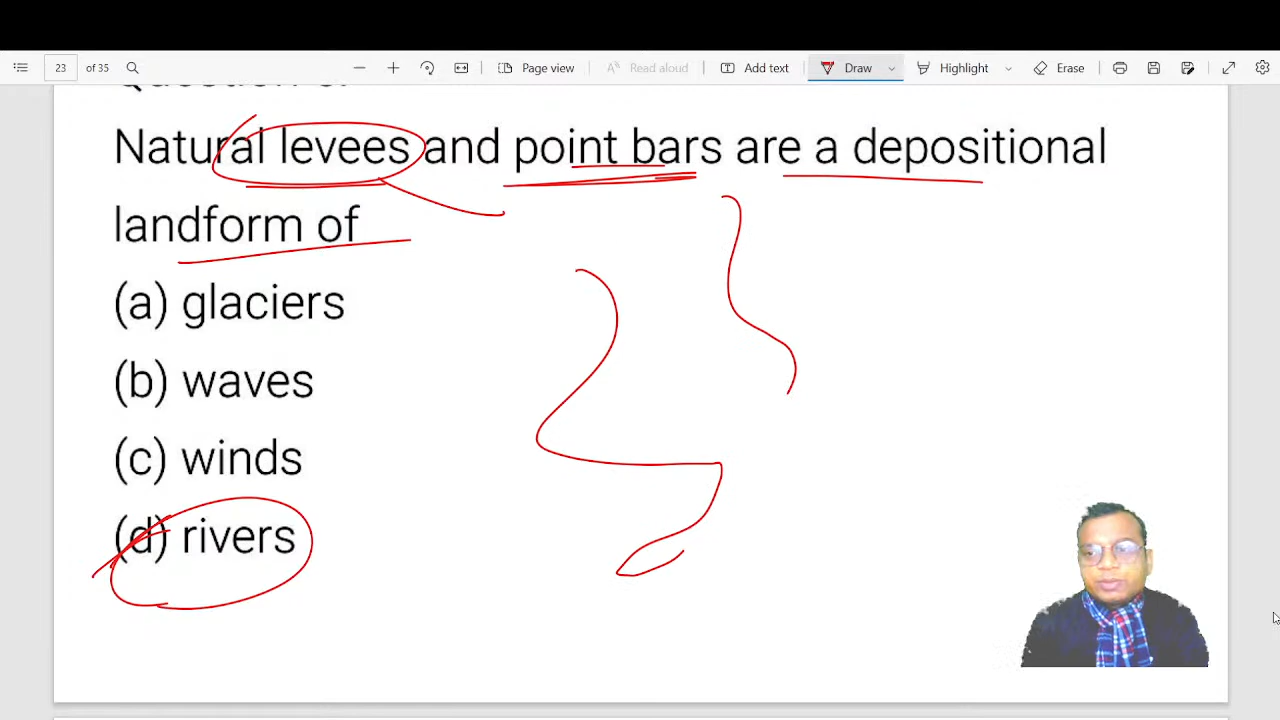 23 of 35 Page view Read aloud Add text Draw Highlight Erase
Natural levees and point bars are a depositional
landform of
(a) glaciers
(b) waves
(c) winds
(d) rivers